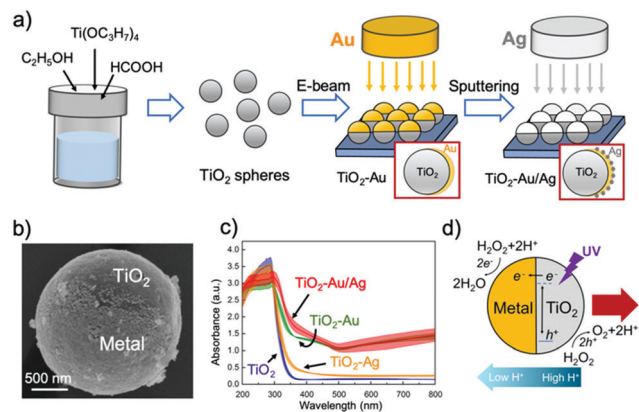 a)
Ti(OC3H7)4
C2H5OH
HCOOH
TiO2 spheres
E-beam
Au
TiO2-Au
Au
TiO2
Sputtering
Ag
TiO2-Au/Ag
Ag
TiO2
b)
TiO2
Metal
500 nm
c)
Absorbance (a.u.)
4.0
3.5
3.0
2.5
2.0
1.5
1.0
0.5
0.0
TiO2-Au/Ag
TiO2-Au
TiO2
TiO2-Ag
200 300 400 500 600 700 800
Wavelength (nm)
d)
H2O2+2H+
2e-
2H2O
e- e-
UV
Metal
TiO2
h+
O2+2H+
2h+
H2O2
Low H+ High H+